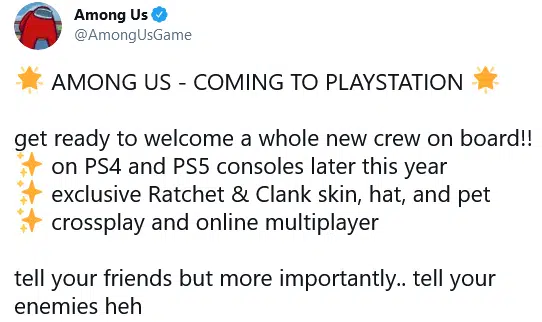 Among Us
@AmongUsGame
🌟 AMONG US - COMING TO PLAYSTATION 🌟
get ready to welcome a whole new crew on board!!
✨ on PS4 and PS5 consoles later this year
✨ exclusive Ratchet & Clank skin, hat, and pet
✨ crossplay and online multiplayer
tell your friends but more importantly.. tell your
enemies heh